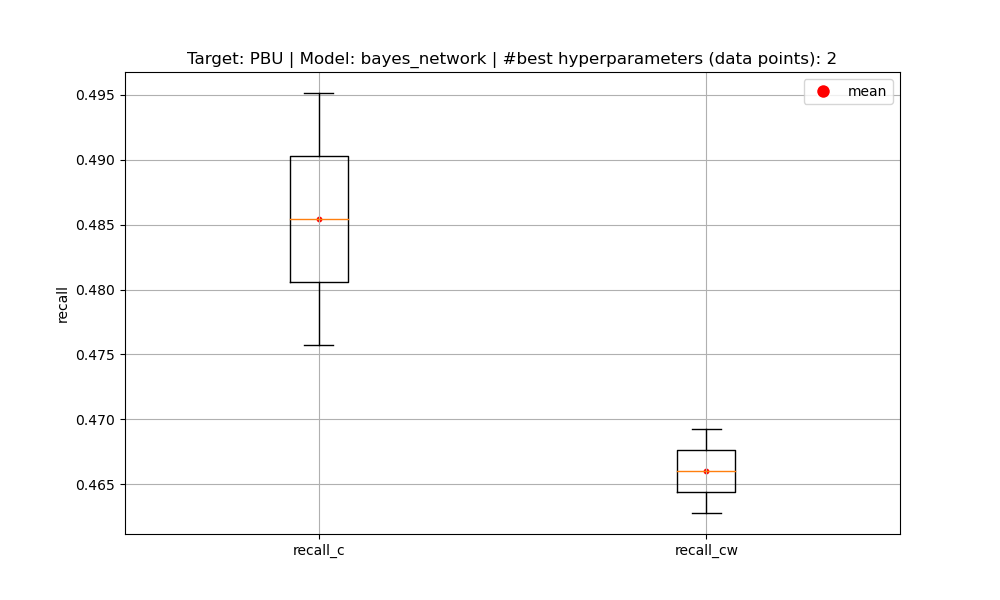 Target: PBU | Model: bayes_network | #best hyperparameters (data points): 2
mean
0.495
0.490
0.485
0.480
0.475
0.470
0.465
recall
recall_c
recall_cw